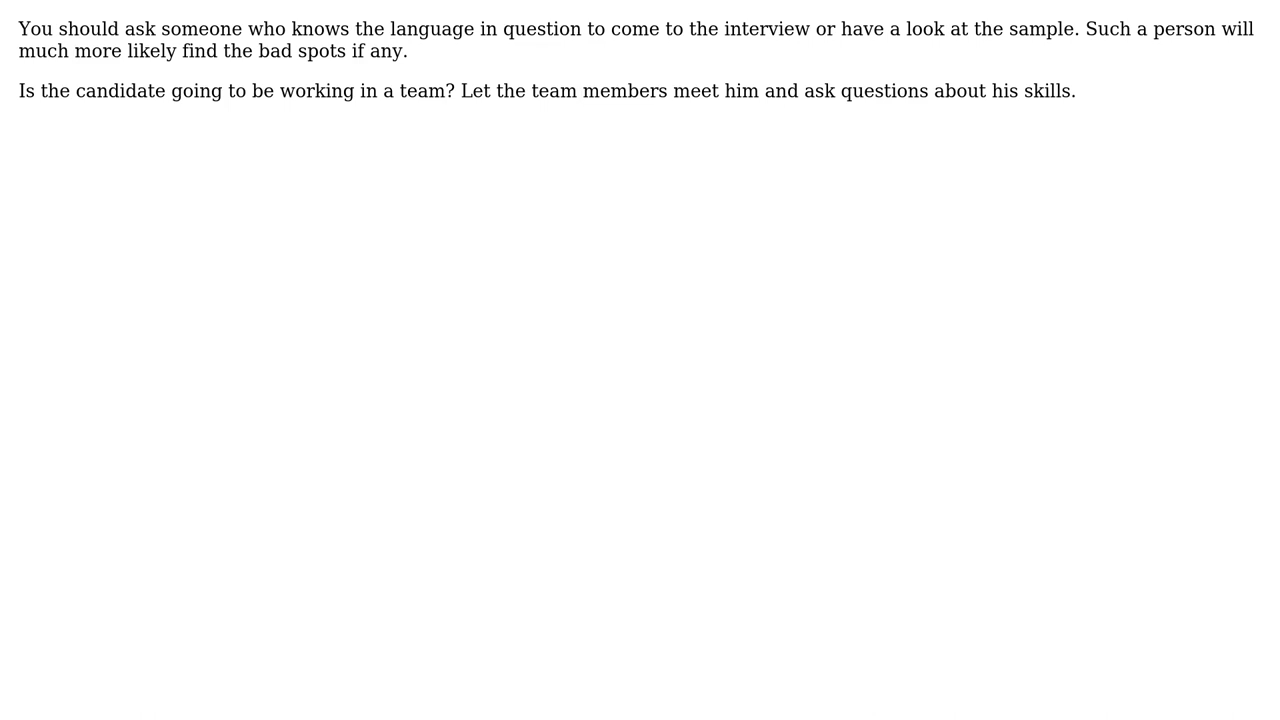 You should ask someone who knows the language in question to come to the interview or have a look at the sample. Such a person will
much more likely find the bad spots if any.
Is the candidate going to be working in a team? Let the team members meet him and ask questions about his skills.